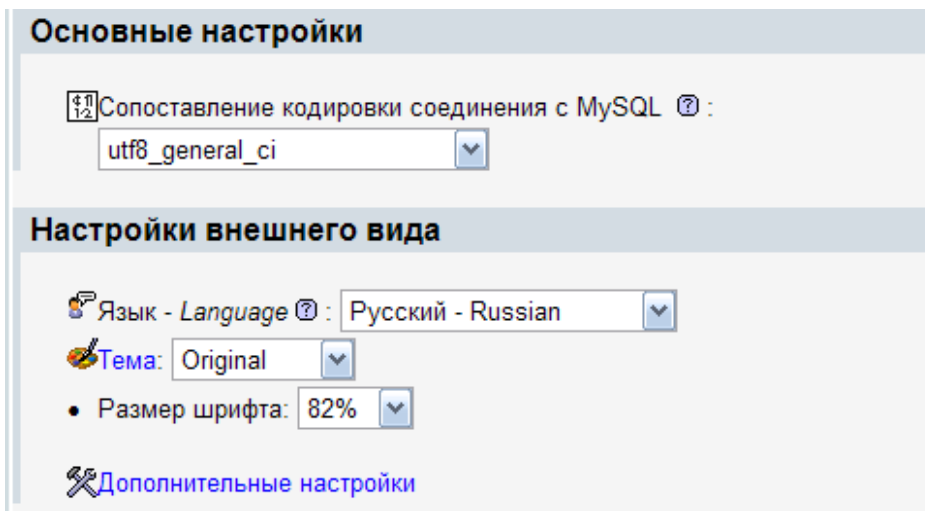 Основные настройки
Сопоставление кодировки соединения с MySQL ? :
utf8_general_ci
Настройки внешнего вида
Язык - Language ? : Русский - Russian
Тема: Original
• Размер шрифта: 82%
Дополнительные настройки